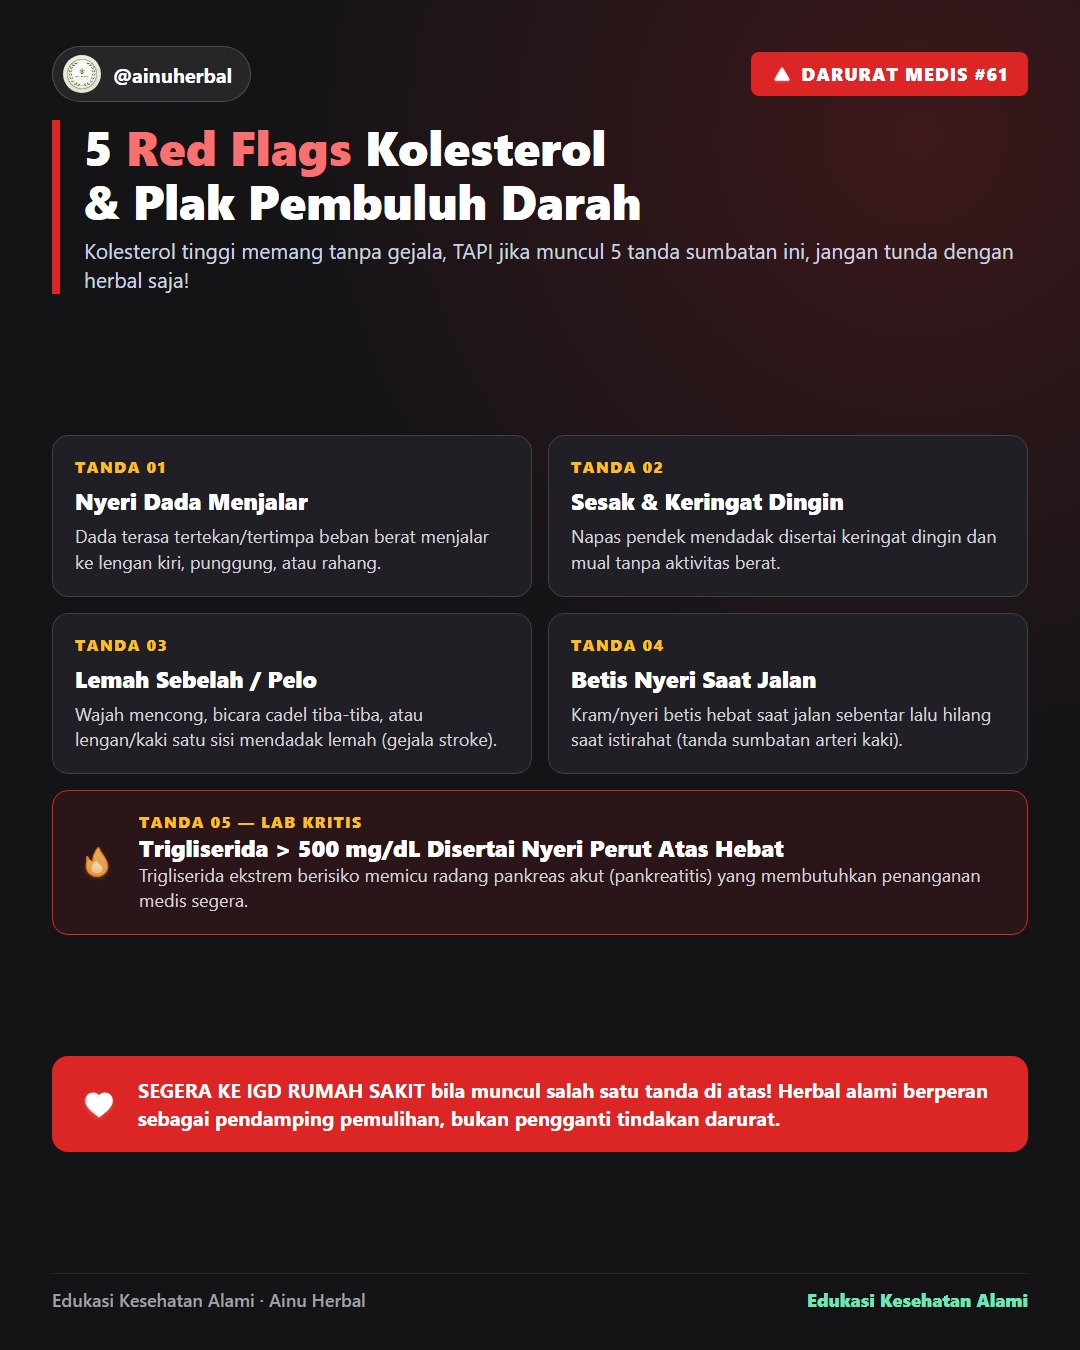 @ainuherbal
DARURAT MEDIS #61
5 Red Flags Kolesterol
& Plak Pembuluh Darah
Kolesterol tinggi memang tanpa gejala, TAPI jika muncul 5 tanda sumbatan ini, jangan tunda dengan
herbal saja!
TANDA 01
Nyeri Dada Menjalar
Dada terasa tertekan/tertimpa beban berat menjalar
ke lengan kiri, punggung, atau rahang.
TANDA 02
Sesak & Keringat Dingin
Napas pendek mendadak disertai keringat dingin dan
mual tanpa aktivitas berat.
TANDA 03
Lemah Sebelah / Pelo
Wajah mencong, bicara cadel tiba-tiba, atau
lengan/kaki satu sisi mendadak lemah (gejala stroke).
TANDA 04
Betis Nyeri Saat Jalan
Kram/nyeri betis hebat saat jalan sebentar lalu hilang
saat istirahat (tanda sumbatan arteri kaki).
TANDA 05 — LAB KRITIS
Trigliserida > 500 mg/dL Disertai Nyeri Perut Atas Hebat
Trigliserida ekstrem berisiko memicu radang pankreas akut (pankreatitis) yang membutuhkan penanganan
medis segera.
SEGERA KE IGD RUMAH SAKIT bila muncul salah satu tanda di atas! Herbal alami berperan
sebagai pendamping pemulihan, bukan pengganti tindakan darurat.
Edukasi Kesehatan Alami · Ainu Herbal
Edukasi Kesehatan Alami